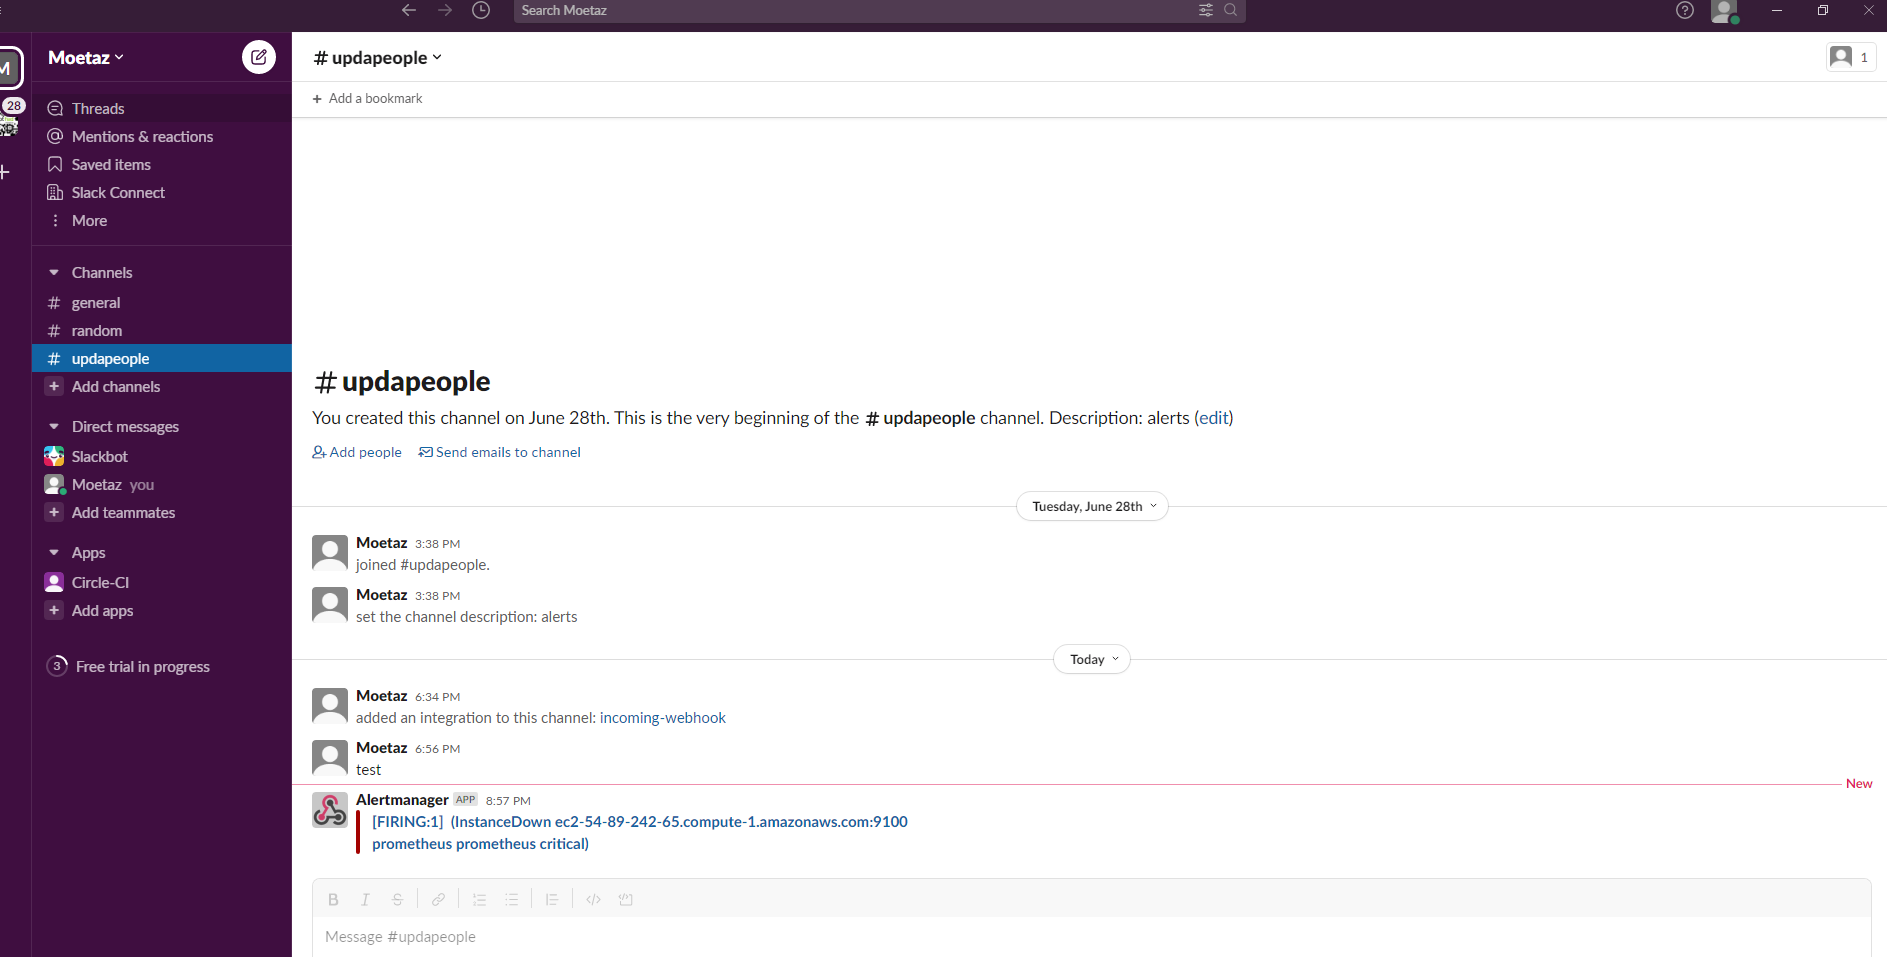 Search Moetaz
M
28
Moetaz
Threads
Mentions & reactions
Saved items
Slack Connect
More
Channels
# general
# random
# updapeople
+ Add channels
Direct messages
Slackbot
Moetaz you
+ Add teammates
Apps
Circle-CI
+ Add apps
3 Free trial in progress
# updapeople
1
+ Add a bookmark
# updapeople
You created this channel on June 28th. This is the very beginning of the # updapeople channel. Description: alerts (edit)
Add people Send emails to channel
Tuesday, June 28th
Moetaz 3:38 PM
joined #updapeople.
Moetaz 3:38 PM
set the channel description: alerts
Today
Moetaz 6:34 PM
added an integration to this channel: incoming-webhook
Moetaz 6:56 PM
test
New
Alertmanager APP 8:57 PM
[FIRING:1] (InstanceDown ec2-54-89-242-65.compute-1.amazonaws.com:9100
prometheus prometheus critical)
Message #updapeople